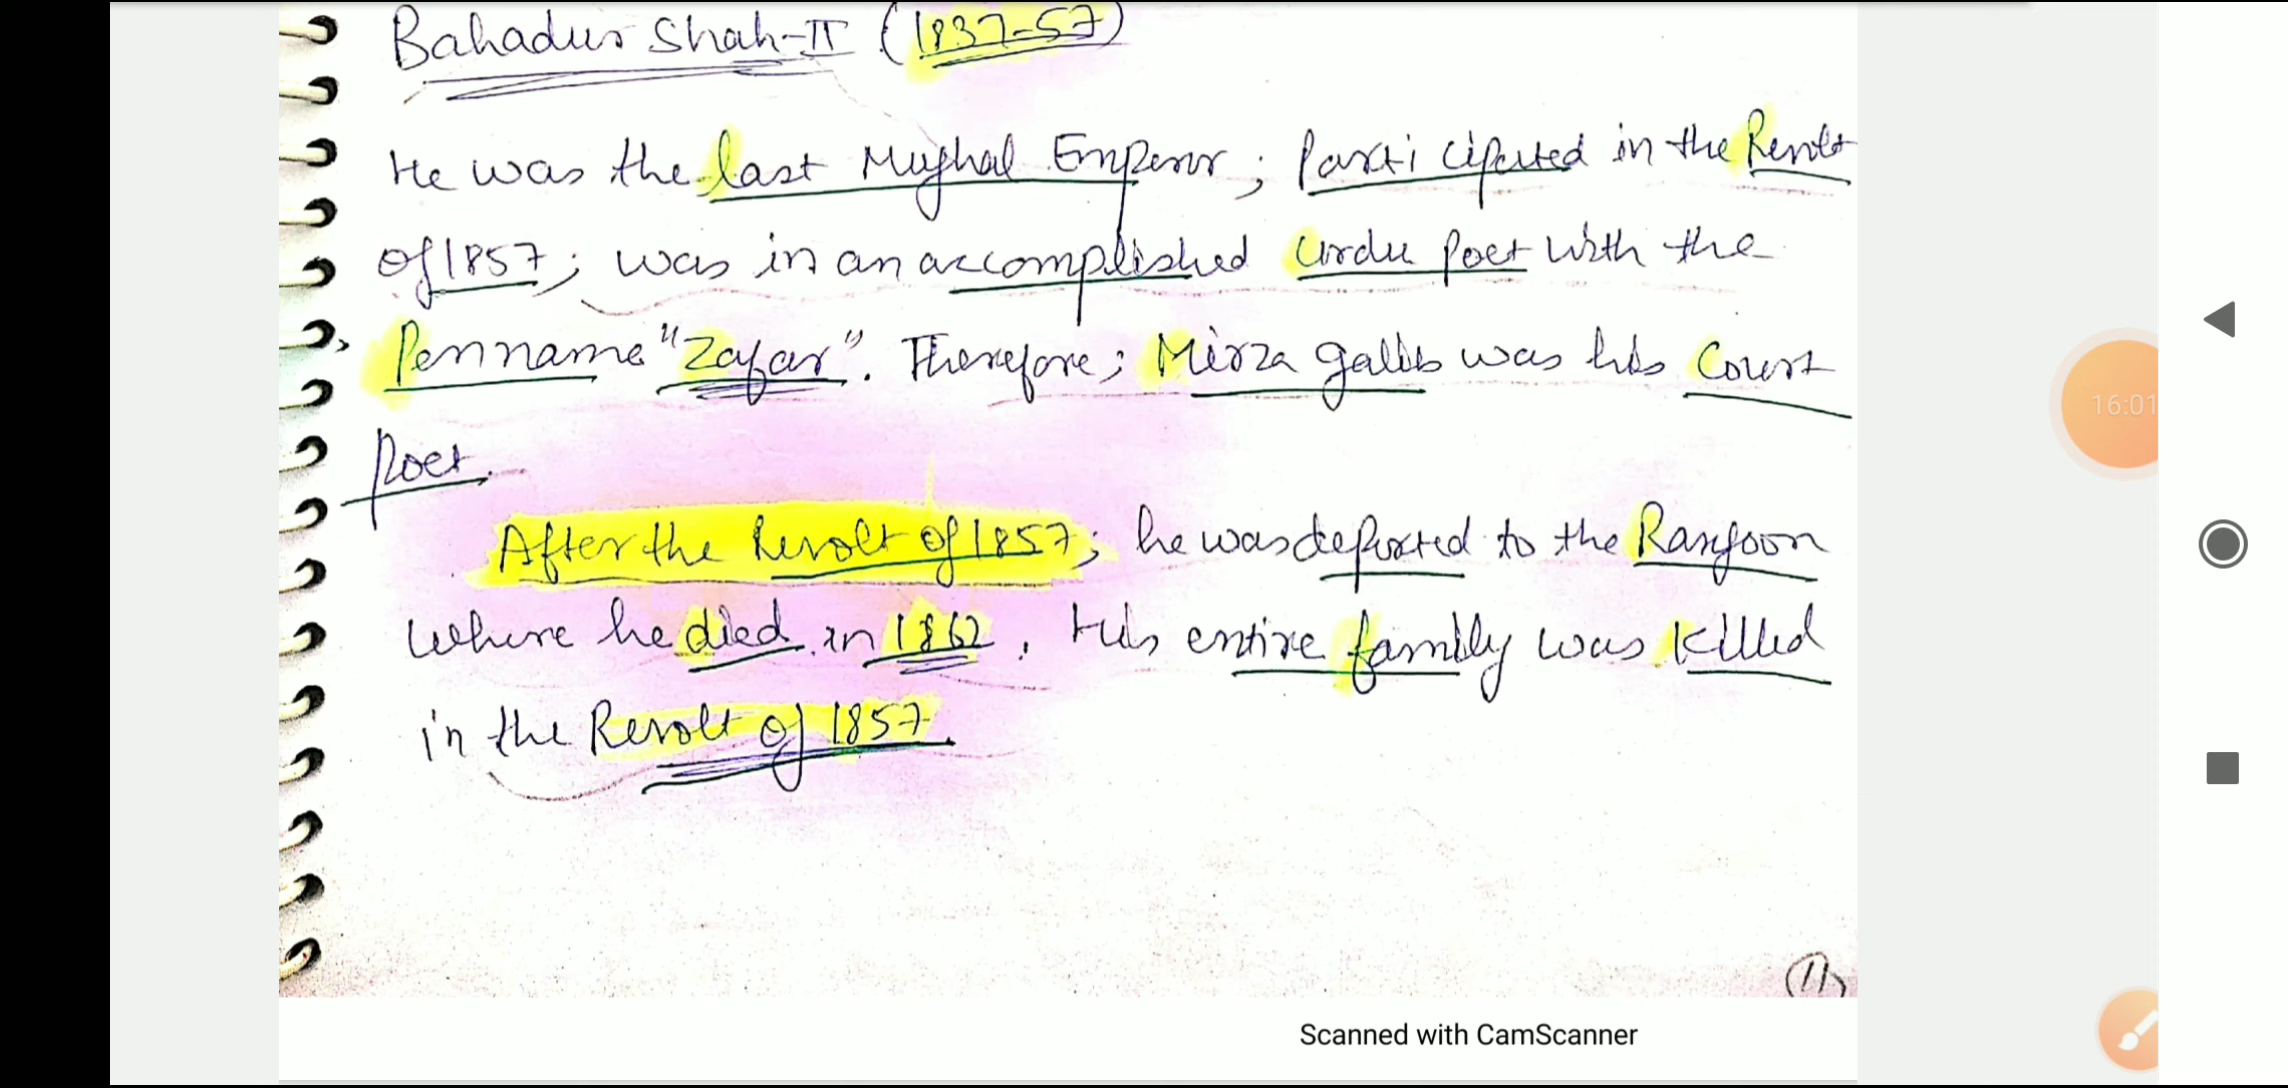 Bahadur Shah-II (1837-57)
He was the last Mughal Emperor; Participated in the Revolt
of 1857; was in an accomplished Urdu Poet with the
Penname "Zafar". Therefore; Mirza galib was his Court
Poet.
After the Revolt of 1857; he was deported to the Rangoon
where he died in 1862. His entire family was killed
in the Revolt of 1857.
11
Scanned with CamScanner
16:01